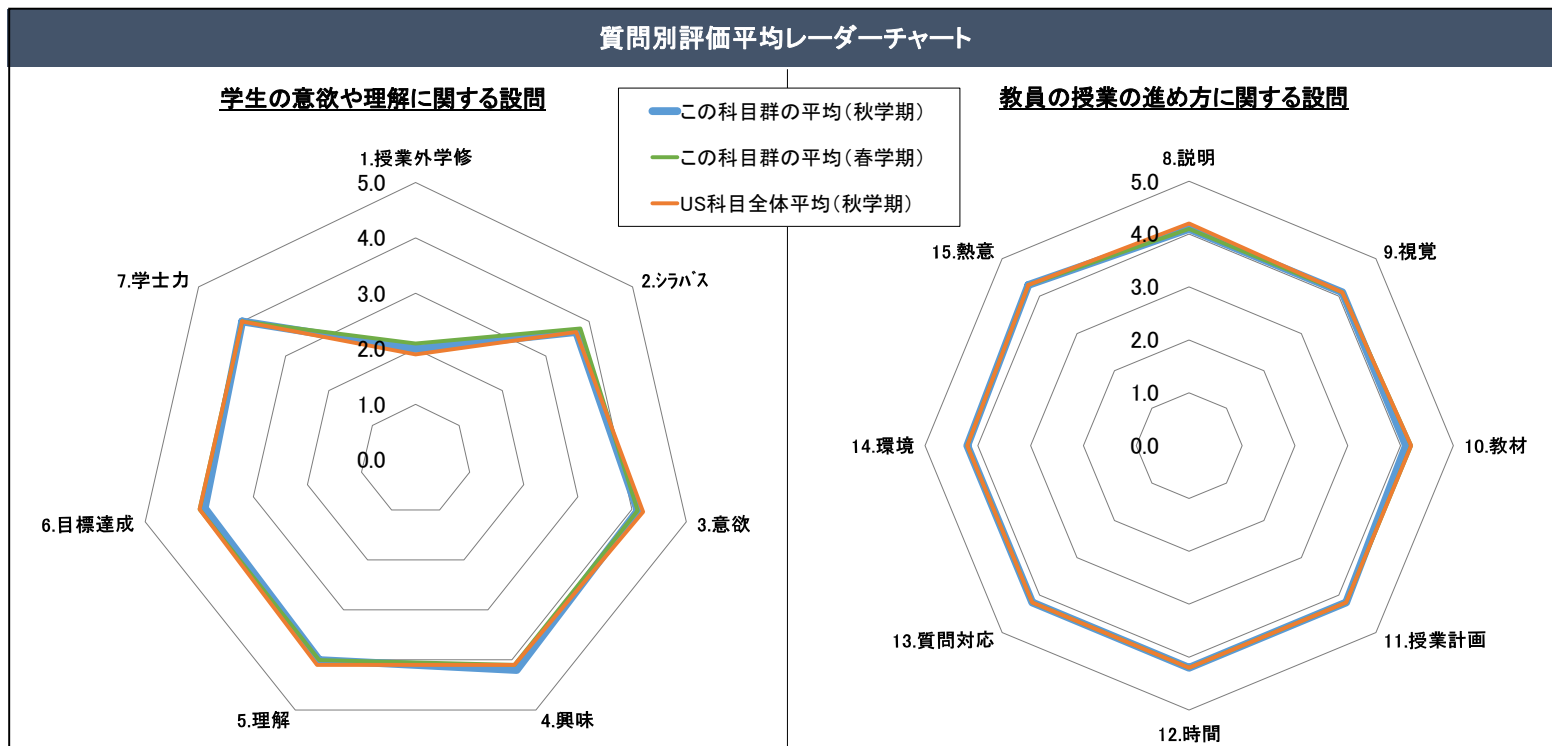 質問別評価平均レーダーチャート
学生の意欲や理解に関する設問
この科目群の平均（秋学期）
この科目群の平均（春学期）
US科目全体平均（秋学期）
教員の授業の進め方に関する設問
1.授業外学修
5.0
4.0
3.0
2.0
1.0
0.0
2.ｼﾗﾊﾞｽ
3.意欲
4.興味
5.理解
6.目標達成
7.学士力
8.説明
5.0
4.0
3.0
2.0
1.0
0.0
9.視覚
10.教材
11.授業計画
12.時間
13.質問対応
14.環境
15.熱意